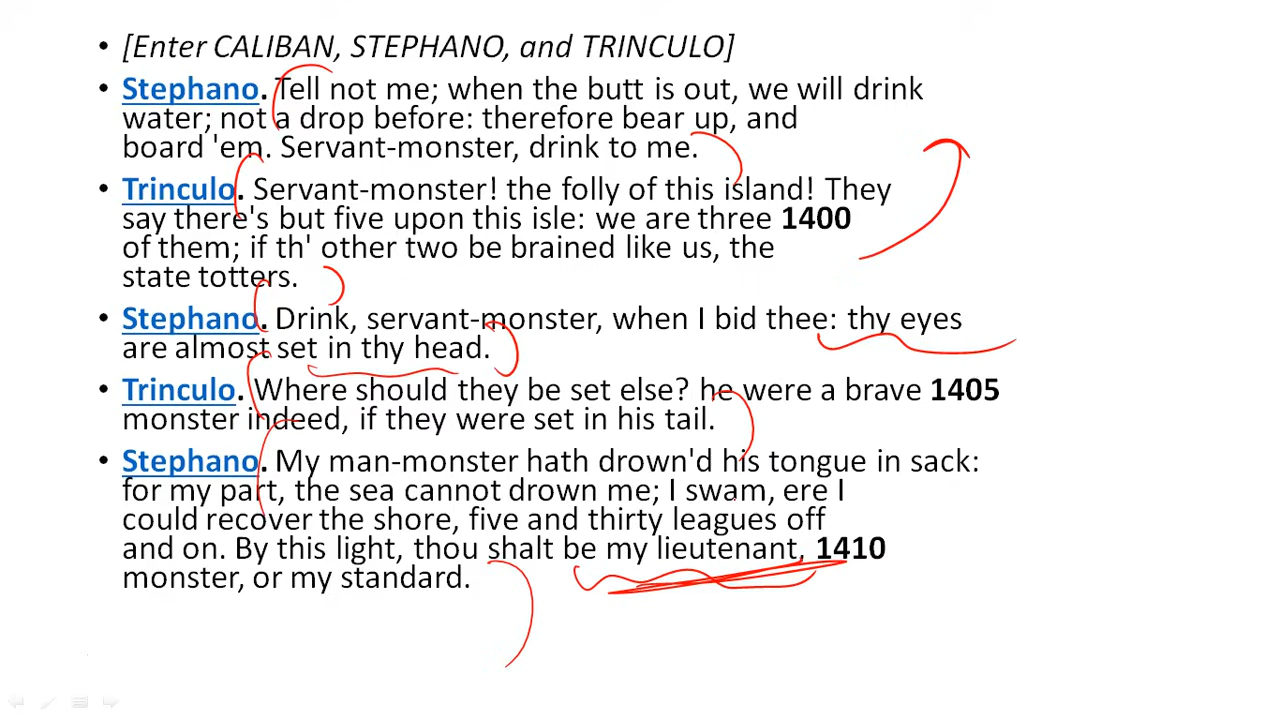 • [Enter CALIBAN, STEPHANO, and TRINCULO]
• Stephano. Tell not me; when the butt is out, we will drink
water; not a drop before: therefore bear up, and
board 'em. Servant-monster, drink to me.
• Trinculo. Servant-monster! the folly of this island! They
say there's but five upon this isle: we are three 1400
of them; if th' other two be brained like us, the
state totters.
• Stephano. Drink, servant-monster, when I bid thee: thy eyes
are almost set in thy head.
• Trinculo. Where should they be set else? he were a brave 1405
monster indeed, if they were set in his tail.
• Stephano. My man-monster hath drown'd his tongue in sack:
for my part, the sea cannot drown me; I swam, ere I
could recover the shore, five and thirty leagues off
and on. By this light, thou shalt be my lieutenant, 1410
monster, or my standard.